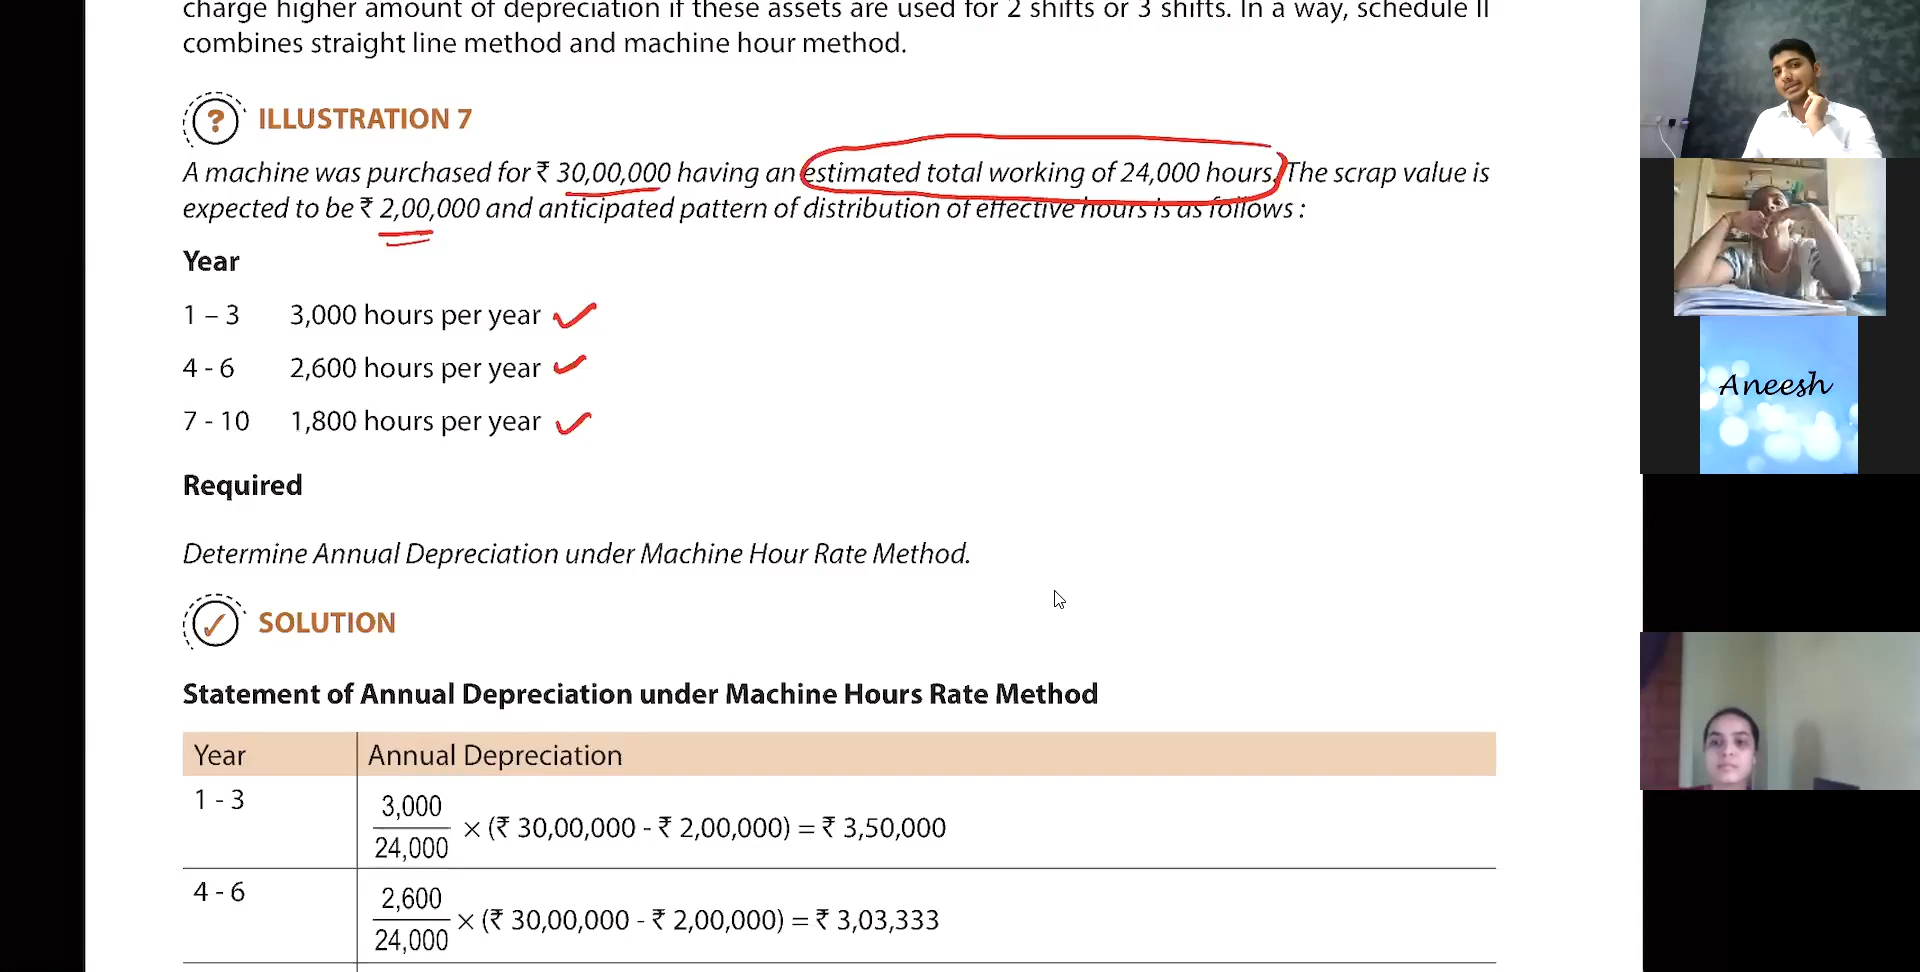 charge higher amount of depreciation if these assets are used for 2 shifts or 3 shifts. In a way, schedule II
combines straight line method and machine hour method.
? ILLUSTRATION 7
A machine was purchased for ₹ 30,00,000 having an estimated total working of 24,000 hours. The scrap value is
expected to be ₹ 2,00,000 and anticipated pattern of distribution of effective hours is as follows :
Year
1 – 3 3,000 hours per year
4 - 6 2,600 hours per year
7 - 10 1,800 hours per year
Required
Determine Annual Depreciation under Machine Hour Rate Method.
SOLUTION
Statement of Annual Depreciation under Machine Hours Rate Method
Year Annual Depreciation
1 - 3 3,000/24,000 × (₹ 30,00,000 - ₹ 2,00,000) = ₹ 3,50,000
4 - 6 2,600/24,000 × (₹ 30,00,000 - ₹ 2,00,000) = ₹ 3,03,333
Aneesh